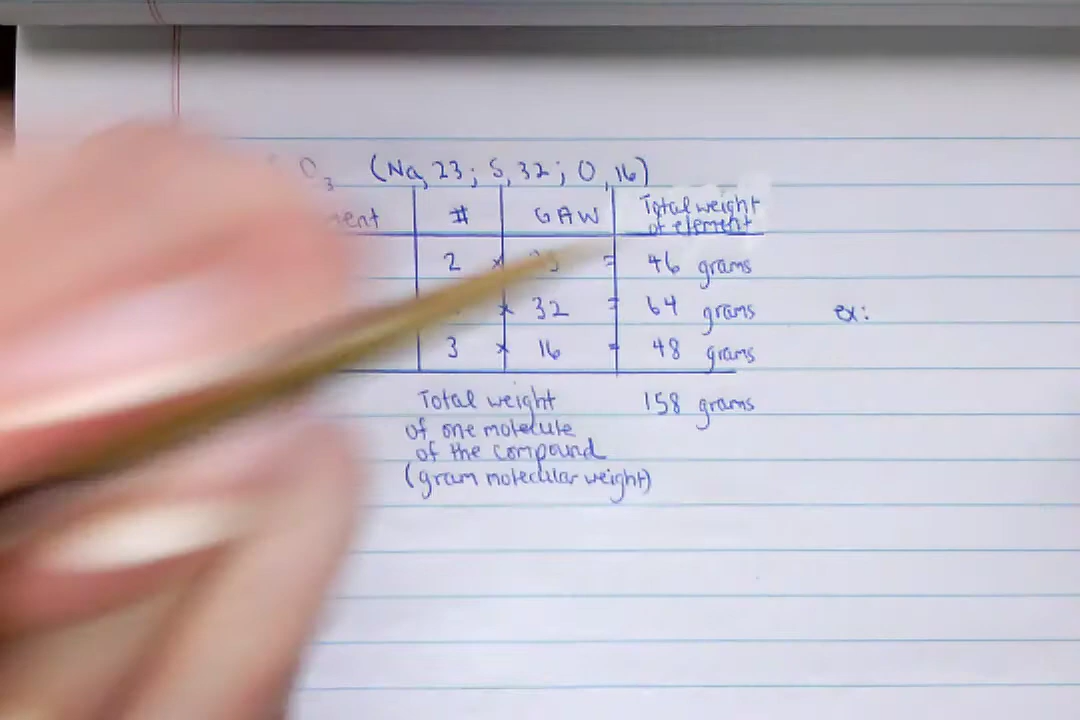 O3 (Na, 23; S, 32; O, 16)
# GAW Total weight of element
2 × = 46 grams
× 32 = 64 grams ex:
3 × 16 = 48 grams
Total weight 158 grams
of one molecule
of the compound
(gram molecular weight)